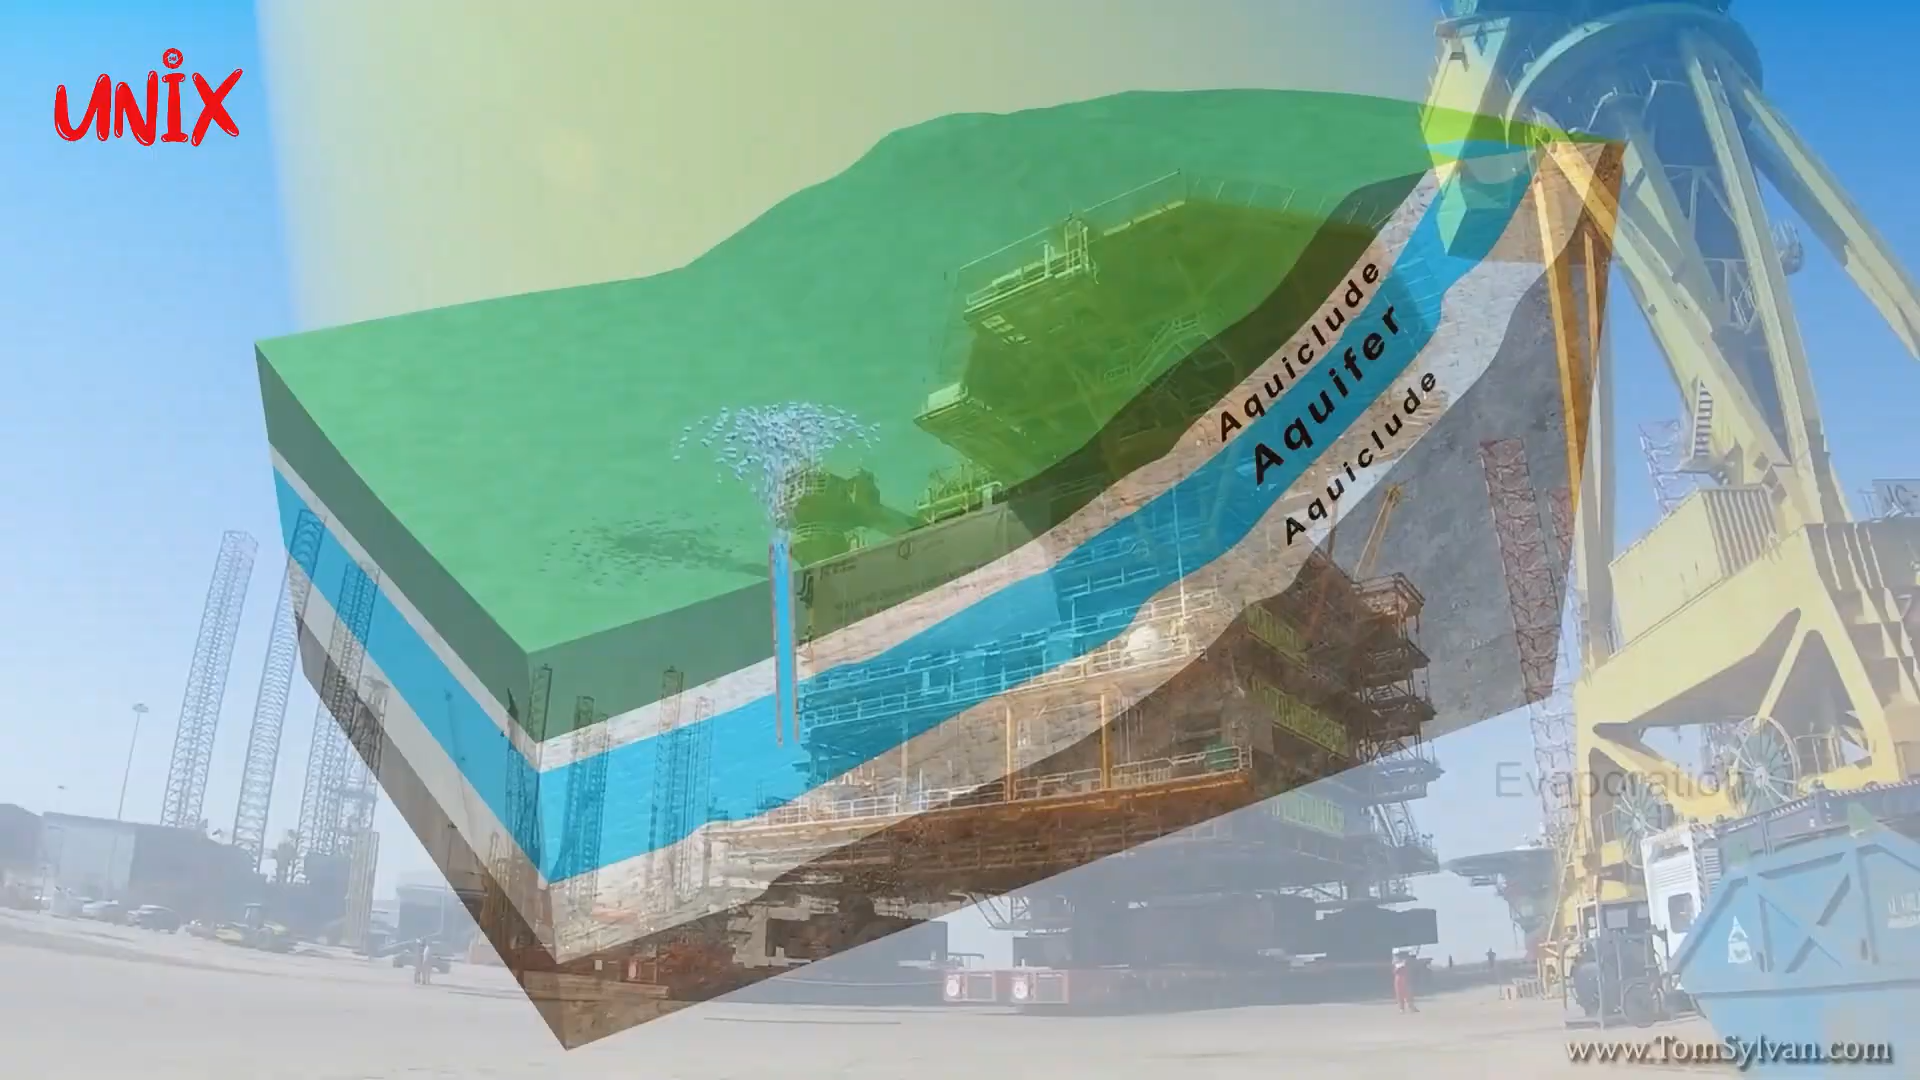 UNiX
Aquiclude
Aquifer
Aquiclude
Evaporation
www.TomSylvan.com